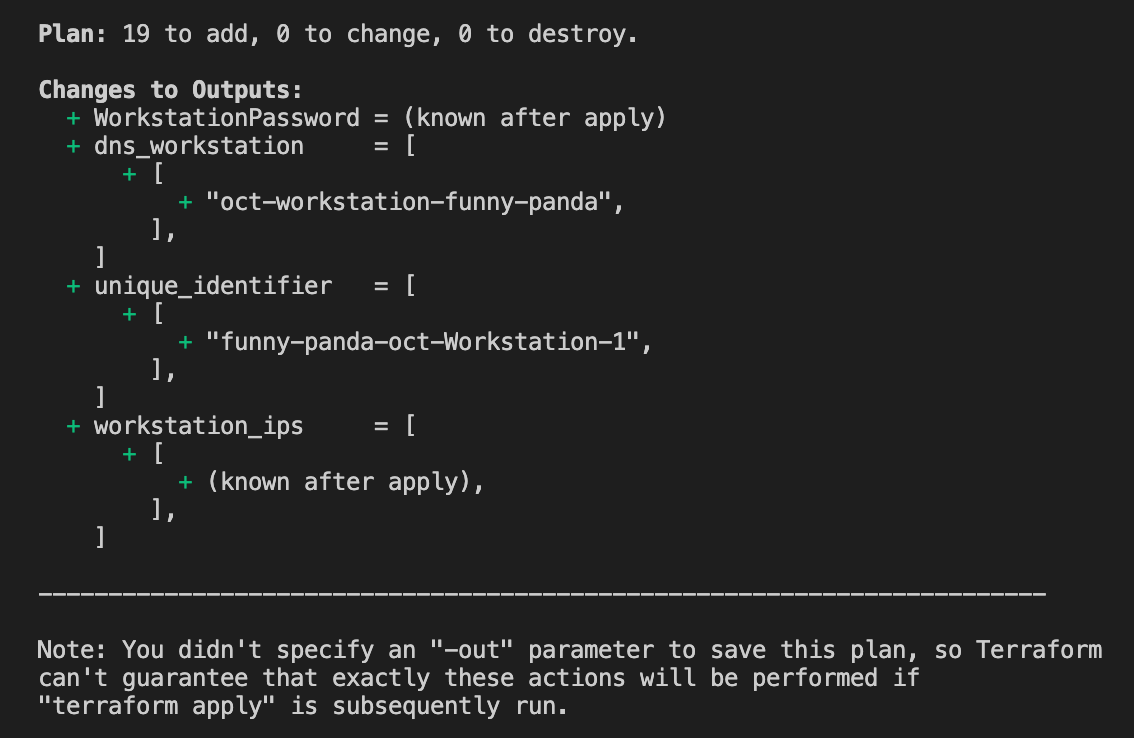 Plan: 19 to add, 0 to change, 0 to destroy.
Changes to Outputs:
+ WorkstationPassword = (known after apply)
+ dns_workstation     = [
+ [
+ "oct-workstation-funny-panda",
],
]
+ unique_identifier   = [
+ [
+ "funny-panda-oct-Workstation-1",
],
]
+ workstation_ips     = [
+ [
+ (known after apply),
],
]
------------------------------------------------------------------------
Note: You didn't specify an "-out" parameter to save this plan, so Terraform
can't guarantee that exactly these actions will be performed if
"terraform apply" is subsequently run.